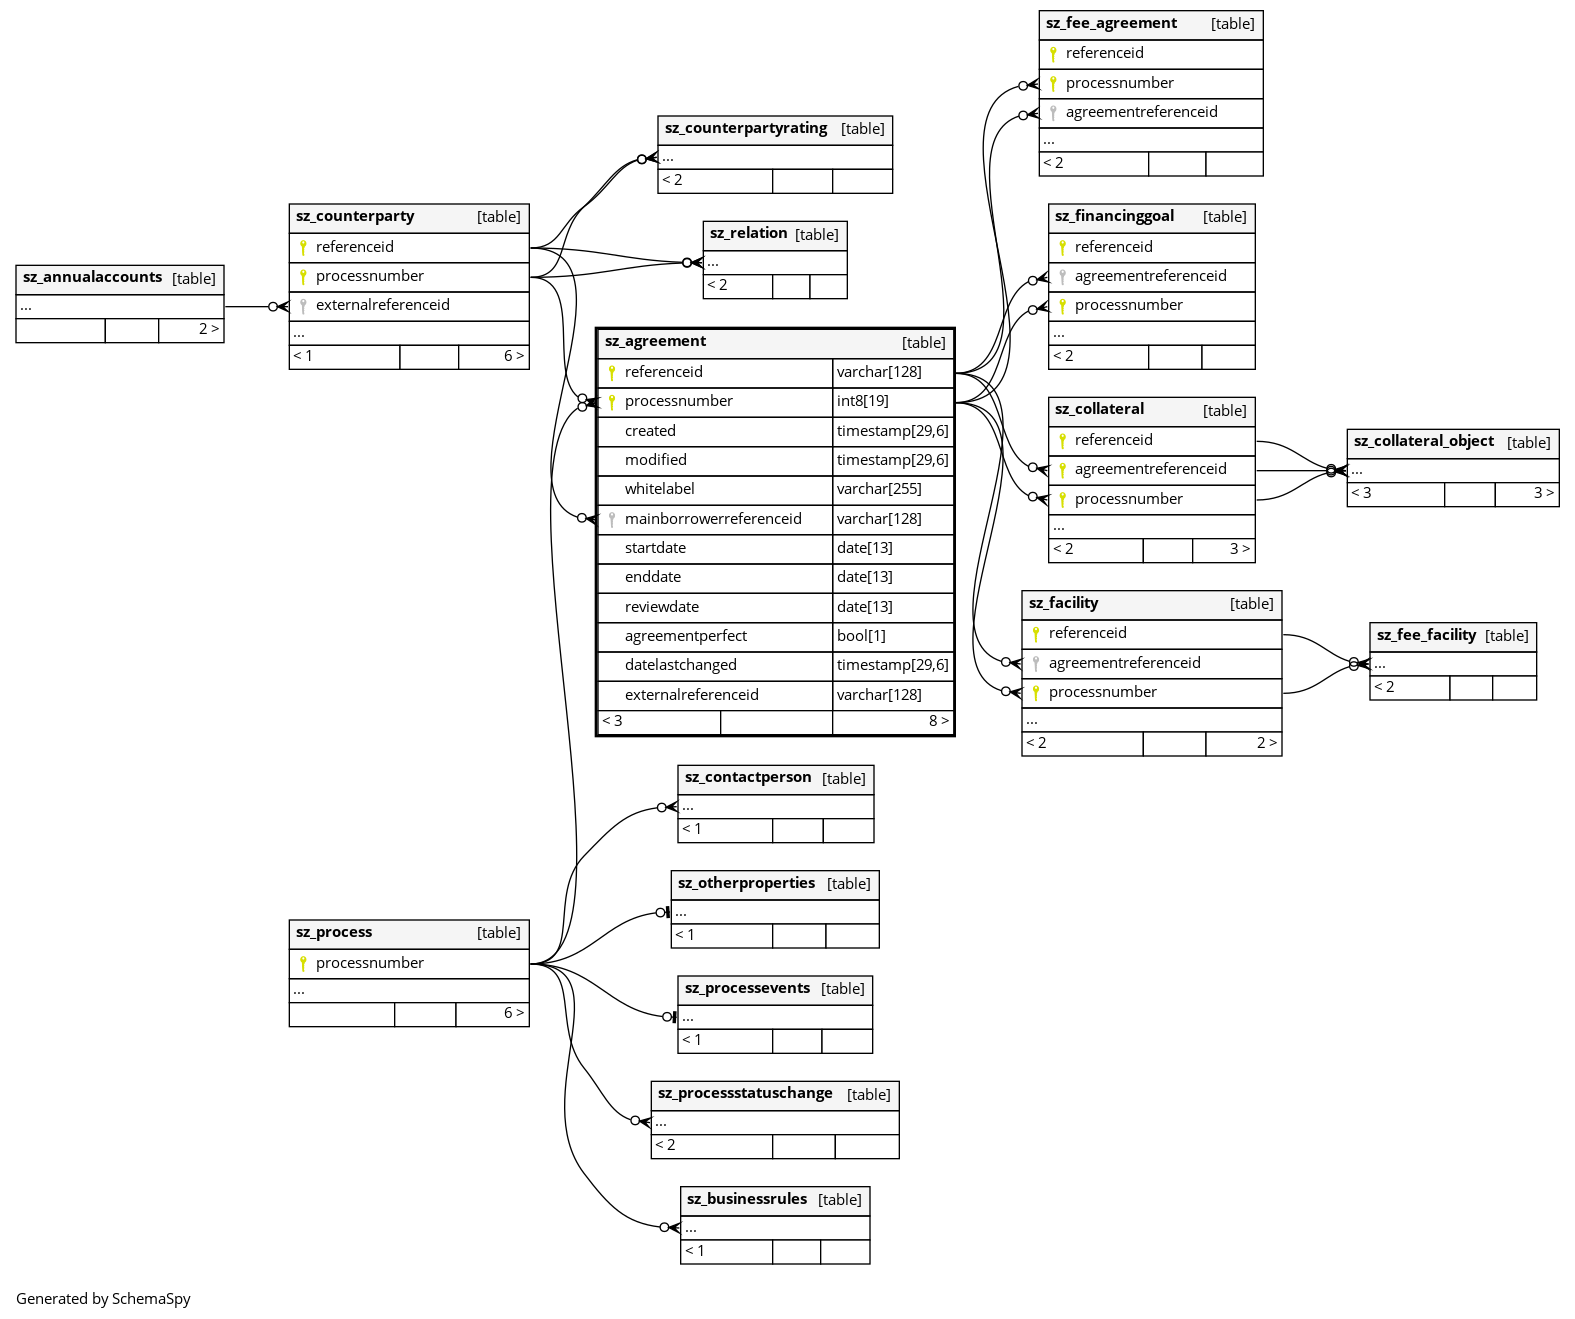 sz_fee_agreement [table]
referenceid
processnumber
agreementreferenceid
...
< 2
sz_counterpartyrating [table]
...
< 2
sz_counterparty [table]
referenceid
processnumber
externalreferenceid
...
< 1 6 >
sz_relation [table]
...
< 2
sz_financinggoal [table]
referenceid
agreementreferenceid
processnumber
...
< 2
sz_annualaccounts [table]
...
2 >
sz_agreement [table]
referenceid varchar[128]
processnumber int8[19]
created timestamp[29,6]
modified timestamp[29,6]
whitelabel varchar[255]
mainborrowerreferenceid varchar[128]
startdate date[13]
enddate date[13]
reviewdate date[13]
agreementperfect bool[1]
datelastchanged timestamp[29,6]
externalreferenceid varchar[128]
< 3 8 >
sz_collateral [table]
referenceid
agreementreferenceid
processnumber
...
< 2 3 >
sz_collateral_object [table]
...
< 3 3 >
sz_facility [table]
referenceid
agreementreferenceid
processnumber
...
< 2 2 >
sz_fee_facility [table]
...
< 2
sz_contactperson [table]
...
< 1
sz_otherproperties [table]
...
< 1
sz_process [table]
processnumber
...
6 >
sz_processevents [table]
...
< 1
sz_processstatuschange [table]
...
< 2
sz_businessrules [table]
...
< 1
Generated by SchemaSpy